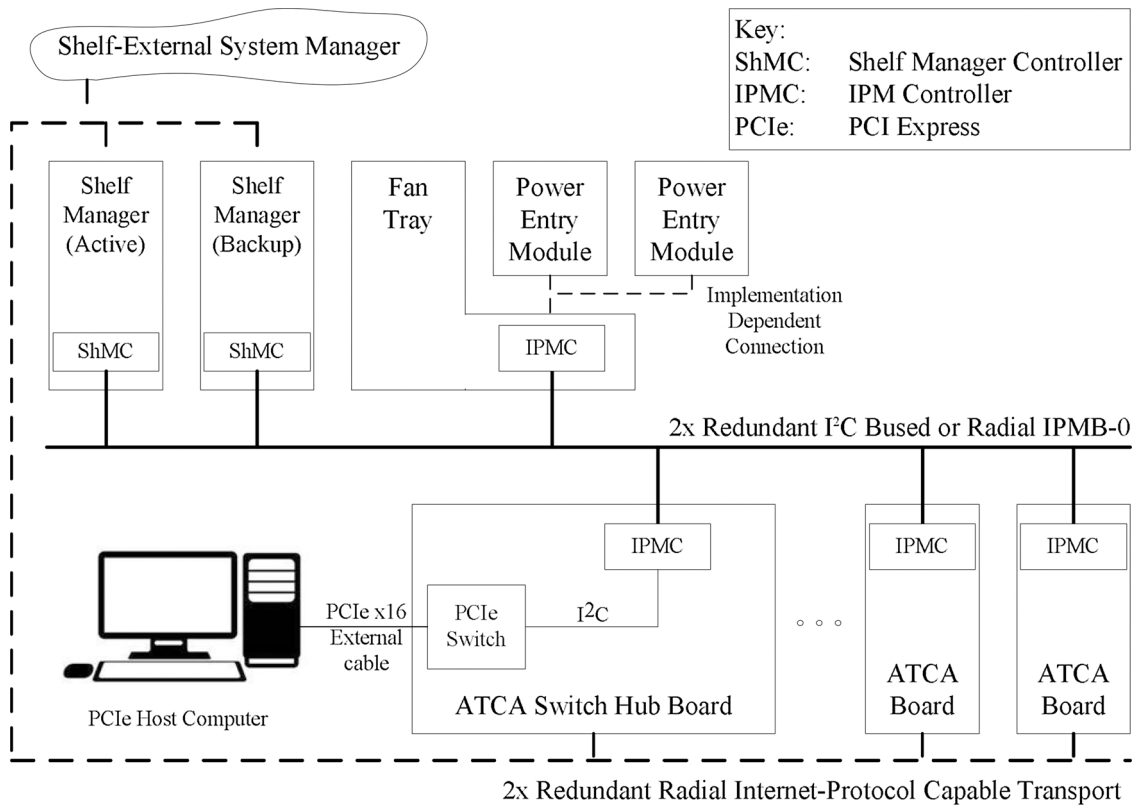 Shelf-External System Manager
Key:
ShMC: Shelf Manager Controller
IPMC: IPM Controller
PCIe: PCI Express
Shelf
Manager
(Active)
ShMC
Shelf
Manager
(Backup)
ShMC
Fan
Tray
Power
Entry
Module
Power
Entry
Module
Implementation
Dependent
Connection
IPMC
2x Redundant I²C Bused or Radial IPMB-0
PCIe Host Computer
PCIe x16
External
cable
PCIe
Switch
I²C
IPMC
ATCA Switch Hub Board
IPMC
ATCA
Board
IPMC
ATCA
Board
2x Redundant Radial Internet-Protocol Capable Transport